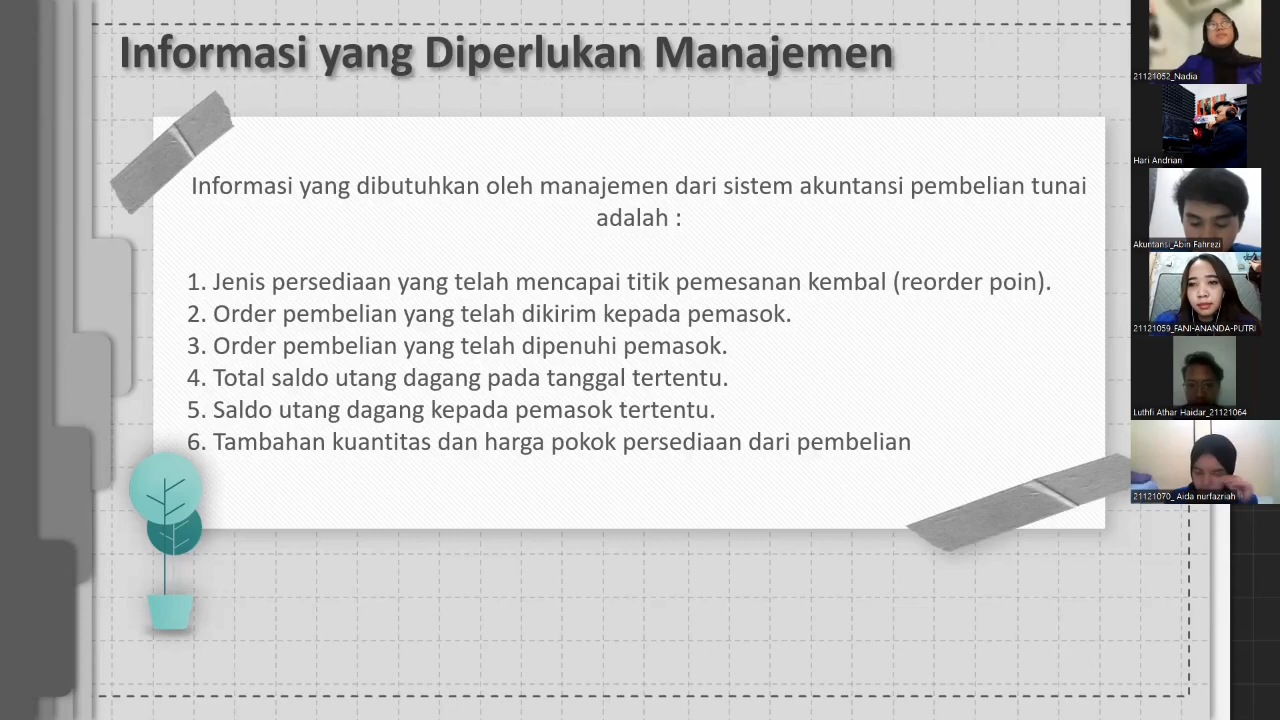 Informasi yang Diperlukan Manajemen
Informasi yang dibutuhkan oleh manajemen dari sistem akuntansi pembelian tunai
adalah :
1. Jenis persediaan yang telah mencapai titik pemesanan kembal (reorder poin).
2. Order pembelian yang telah dikirim kepada pemasok.
3. Order pembelian yang telah dipenuhi pemasok.
4. Total saldo utang dagang pada tanggal tertentu.
5. Saldo utang dagang kepada pemasok tertentu.
6. Tambahan kuantitas dan harga pokok persediaan dari pembelian
21121052_Nadia
Hari Andrian
Akuntansi_Abin Fahrezi
21121059_FANI-ANANDA-PUTRI
Luthfi Athar Haidar_21121064
21121070_ Aida nurfazriah